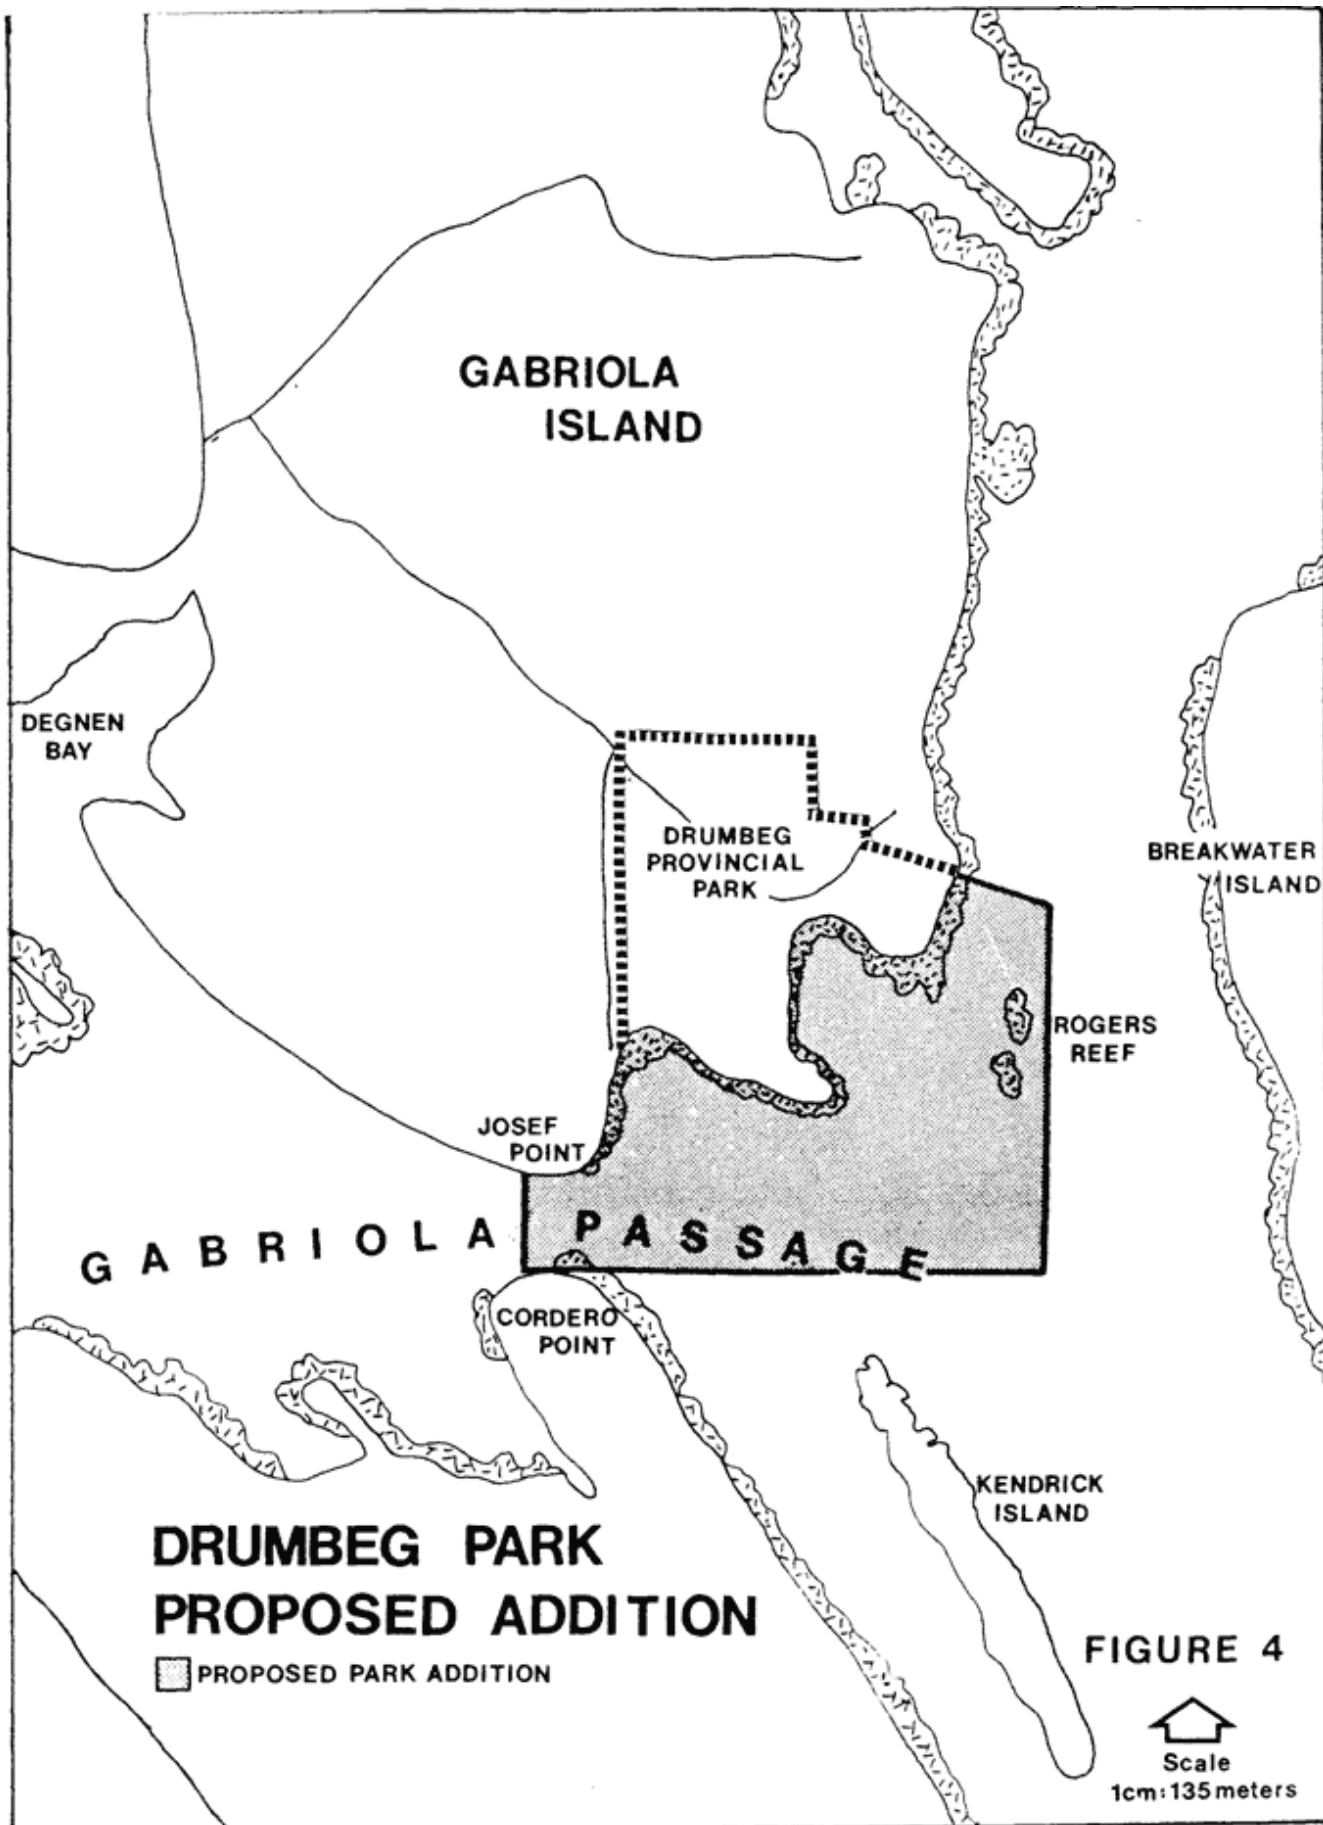 GABRIOLA
ISLAND
DEGNEN
BAY
DRUMBEG
PROVINCIAL
PARK
BREAKWATER
ISLAND
ROGERS
REEF
JOSEF
POINT
GABRIOLA PASSAGE
CORDERO
POINT
KENDRICK
ISLAND
DRUMBEG PARK
PROPOSED ADDITION
PROPOSED PARK ADDITION
FIGURE 4
Scale
1cm:135meters